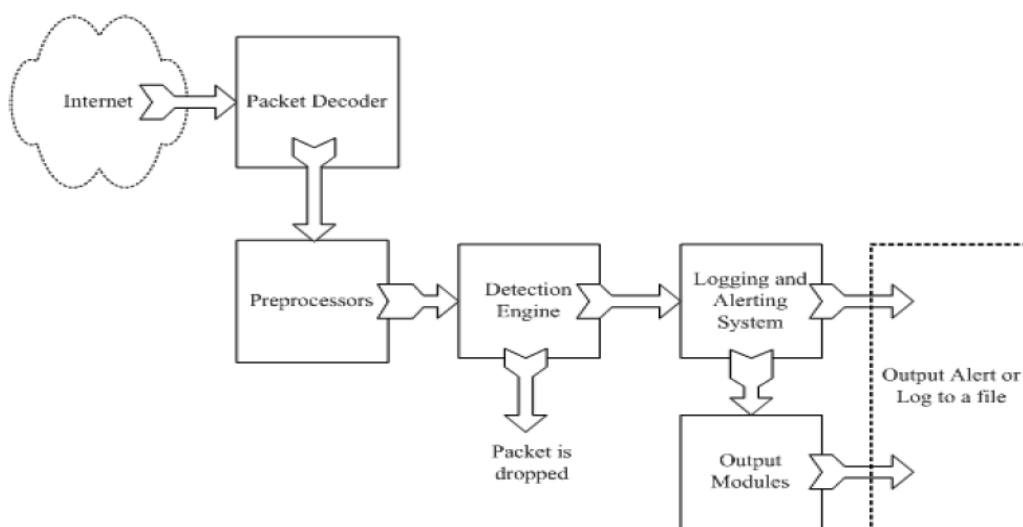 Internet
Packet Decoder
Preprocessors
Detection
Engine
Logging and
Alerting
System
Packet is
dropped
Output
Modules
Output Alert or
Log to a file